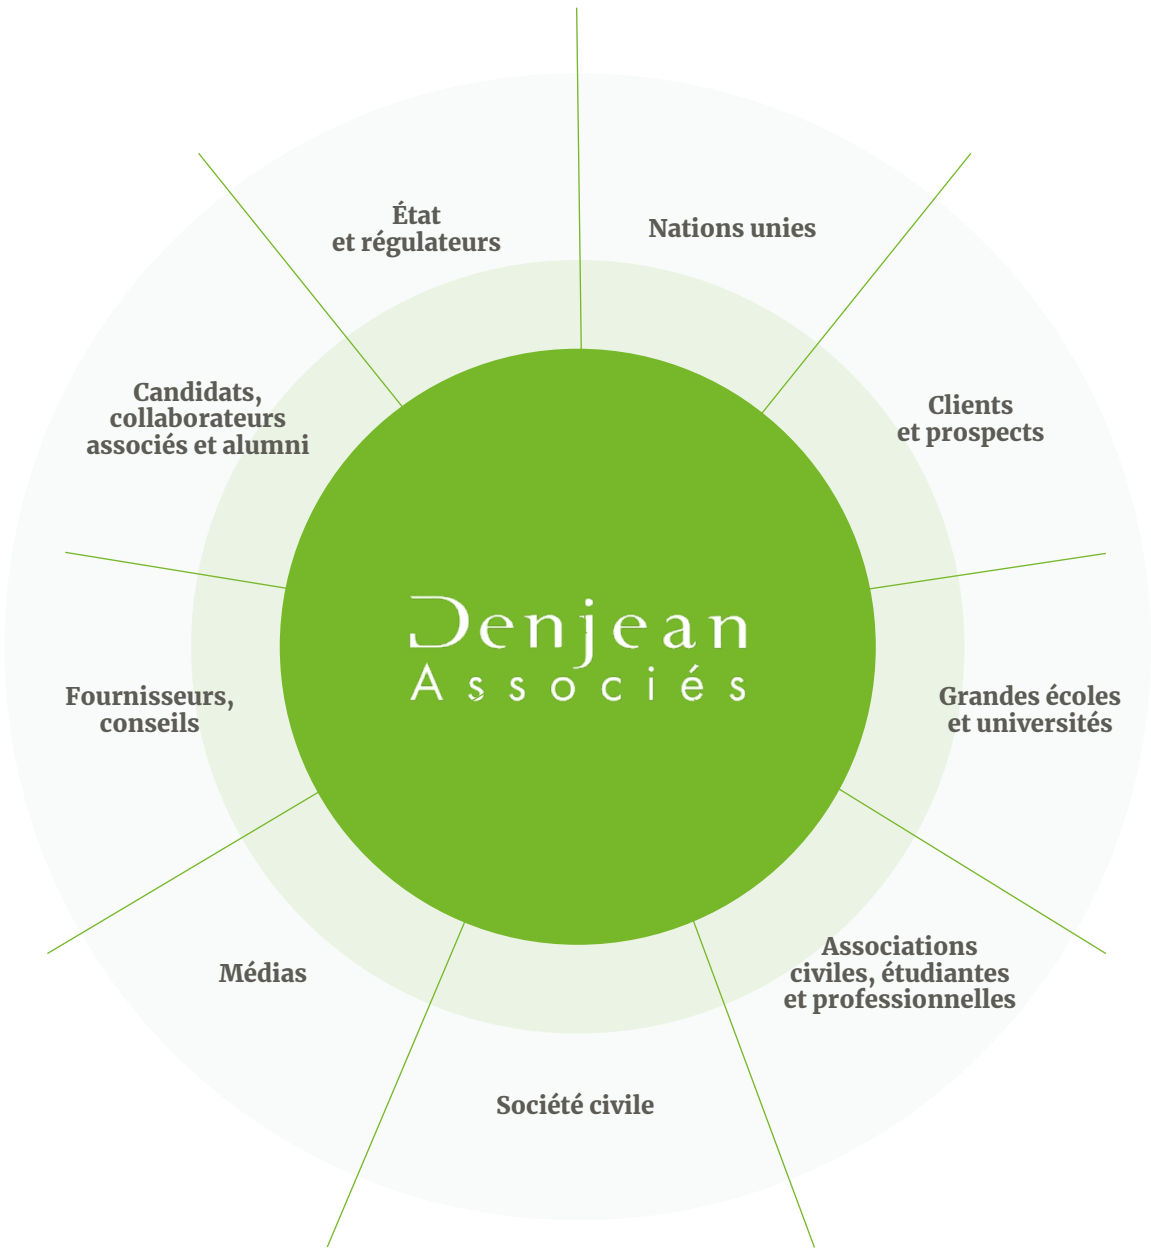 État
et régulateurs
Nations unies
Candidats,
collaborateurs
associés et alumni
Clients
et prospects
Denjean
Associés
Fournisseurs,
conseils
Grandes écoles
et universités
Médias
Associations
civiles, étudiantes
et professionnelles
Société civile